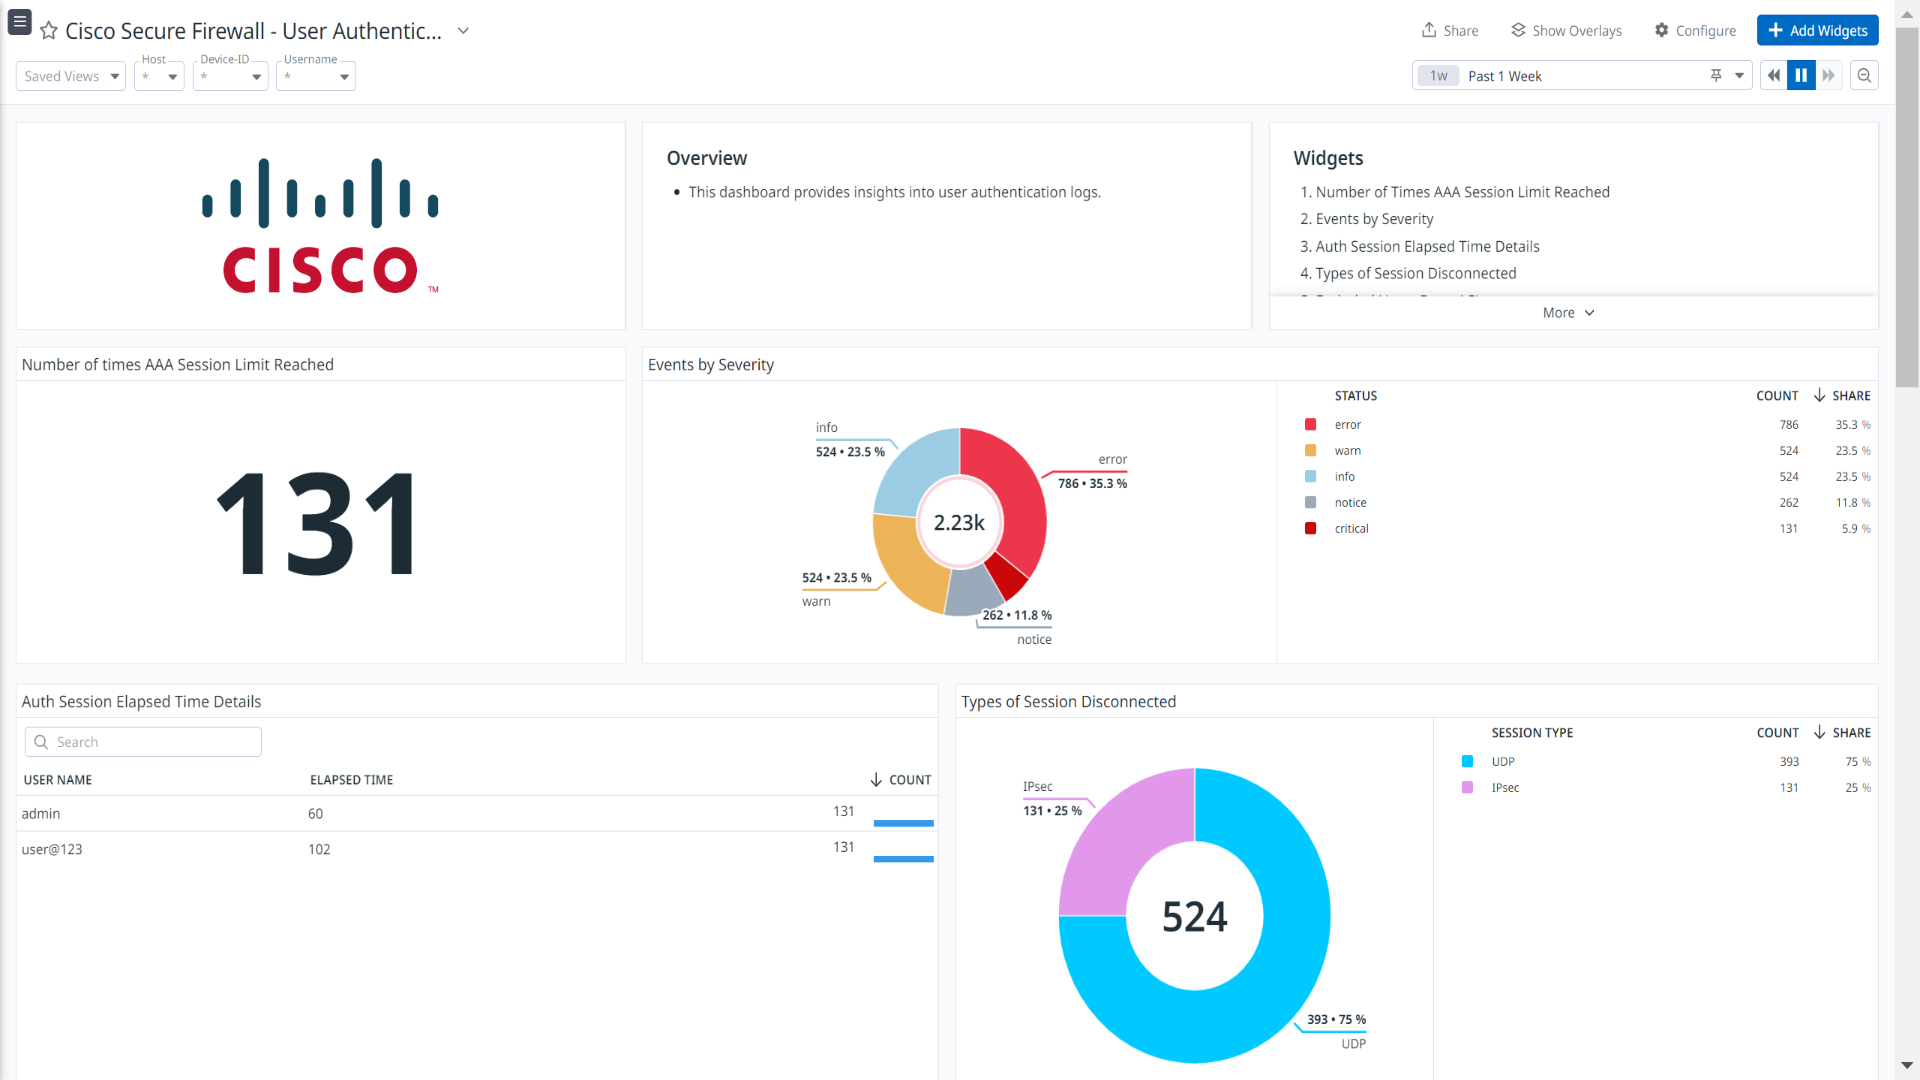 Cisco Secure Firewall - User Authentic...
Share
Show Overlays
Configure
Add Widgets
Saved Views
Host
*
Device-ID
*
Username
*
1w
Past 1 Week
CISCO TM
Overview
• This dashboard provides insights into user authentication logs.
Widgets
1. Number of Times AAA Session Limit Reached
2. Events by Severity
3. Auth Session Elapsed Time Details
4. Types of Session Disconnected
More
Number of times AAA Session Limit Reached
131
Events by Severity
info
524 • 23.5 %
error
786 • 35.3 %
2.23k
524 • 23.5 %
warn
262 • 11.8 %
notice
STATUS COUNT SHARE
error 786 35.3 %
warn 524 23.5 %
info 524 23.5 %
notice 262 11.8 %
critical 131 5.9 %
Auth Session Elapsed Time Details
Search
USER NAME ELAPSED TIME COUNT
admin 60 131
user@123 102 131
Types of Session Disconnected
IPsec
131 • 25 %
524
393 • 75 %
UDP
SESSION TYPE COUNT SHARE
UDP 393 75 %
IPsec 131 25 %